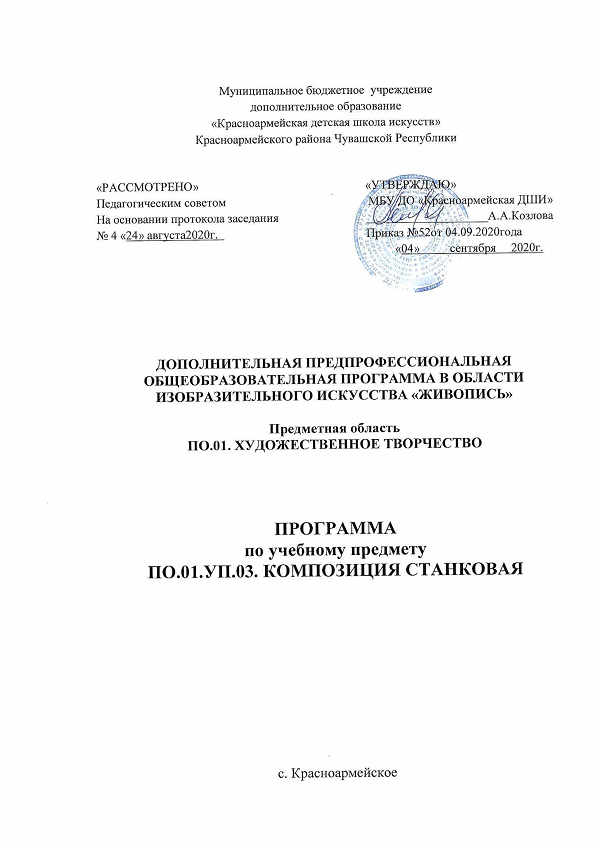 Муниципальное бюджетное учреждение
дополнительное образование
«Красноармейская детская школа искусств»
Красноармейского района Чувашской Республики
«РАССМОТРЕНО»
Педагогическим советом
На основании протокола заседания
№ 4 «24» августа2020г.
«УТВЕРЖДАЮ»
МБУ ДО «Красноармейская ДШИ»
А.А.Козлова
Приказ №52от 04.09.2020года
«04» сентября 2020г.
ДОПОЛНИТЕЛЬНАЯ ПРЕДПРОФЕССИОНАЛЬНАЯ
ОБЩЕОБРАЗОВАТЕЛЬНАЯ ПРОГРАММА В ОБЛАСТИ
ИЗОБРАЗИТЕЛЬНОГО ИСКУССТВА «ЖИВОПИСЬ»
Предметная область
ПО.01. ХУДОЖЕСТВЕННОЕ ТВОРЧЕСТВО
ПРОГРАММА
по учебному предмету
ПО.01.УП.03. КОМПОЗИЦИЯ СТАНКОВАЯ
с. Красноармейское